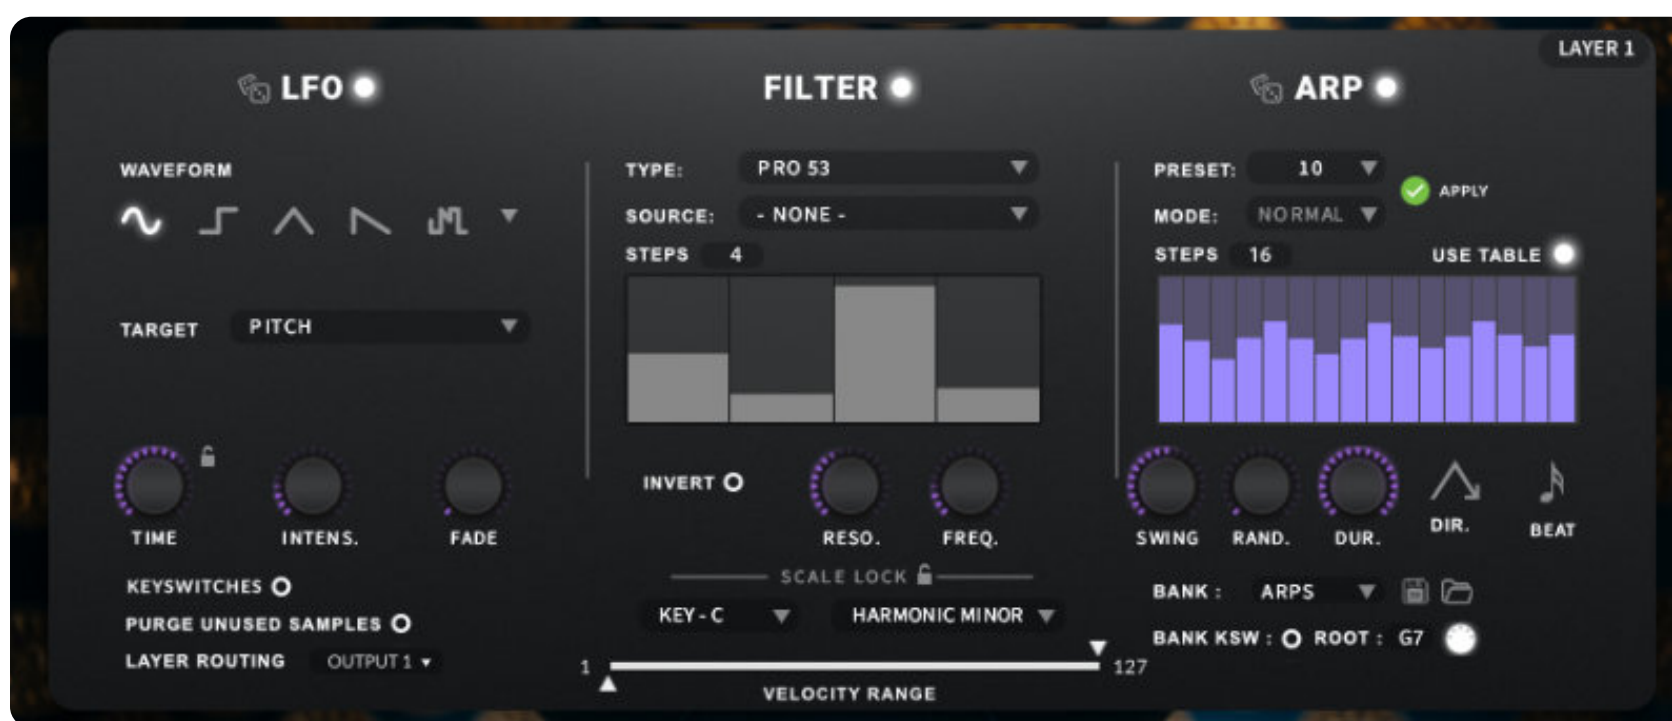 LAYER 1
LFO
FILTER
ARP
WAVEFORM
TARGET PITCH
TIME INTENS. FADE
KEYSWITCHES
PURGE UNUSED SAMPLES
LAYER ROUTING OUTPUT 1
TYPE: PRO 53
SOURCE: - NONE -
STEPS 4
INVERT
RESO. FREQ.
SCALE LOCK
KEY - C HARMONIC MINOR
1 127
VELOCITY RANGE
PRESET: 10
APPLY
MODE: NORMAL
STEPS 16 USE TABLE
SWING RAND. DUR. DIR. BEAT
BANK : ARPS
BANK KSW : ROOT : G7